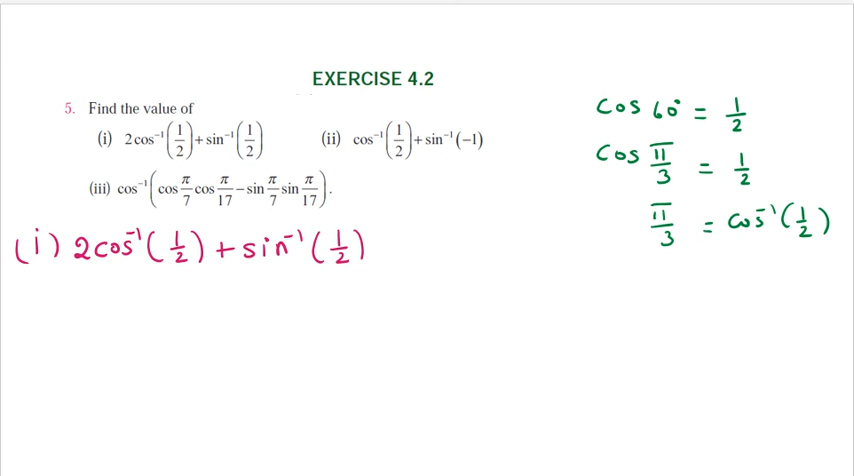 EXERCISE 4.2
5. Find the value of
(i) 2cos⁻¹(1/2)+sin⁻¹(1/2) (ii) cos⁻¹(1/2)+sin⁻¹(−1)
(iii) cos⁻¹(cos π/7 cos π/17 − sin π/7 sin π/17).
(i) 2cos⁻¹(1/2) + sin⁻¹(1/2)
cos 60° = 1/2
cos π/3 = 1/2
π/3 = cos⁻¹(1/2)